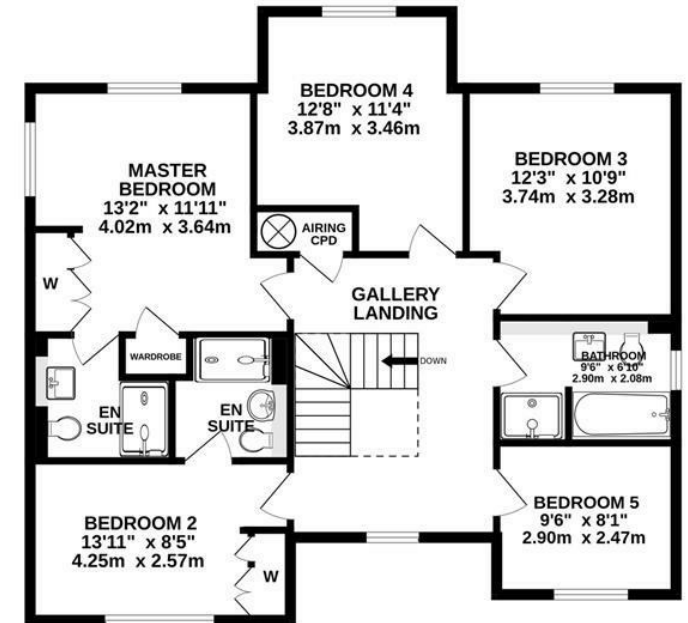 BEDROOM 4
12'8" x 11'4"
3.87m x 3.46m
MASTER
BEDROOM
13'2" x 11'11"
4.02m x 3.64m
BEDROOM 3
12'3" x 10'9"
3.74m x 3.28m
AIRING
CPD
W
GALLERY
LANDING
DOWN
WARDROBE
BATHROOM
9'6" x 6'10"
2.90m x 2.08m
EN
SUITE
EN
SUITE
BEDROOM 2
13'11" x 8'5"
4.25m x 2.57m
W
BEDROOM 5
9'6" x 8'1"
2.90m x 2.47m